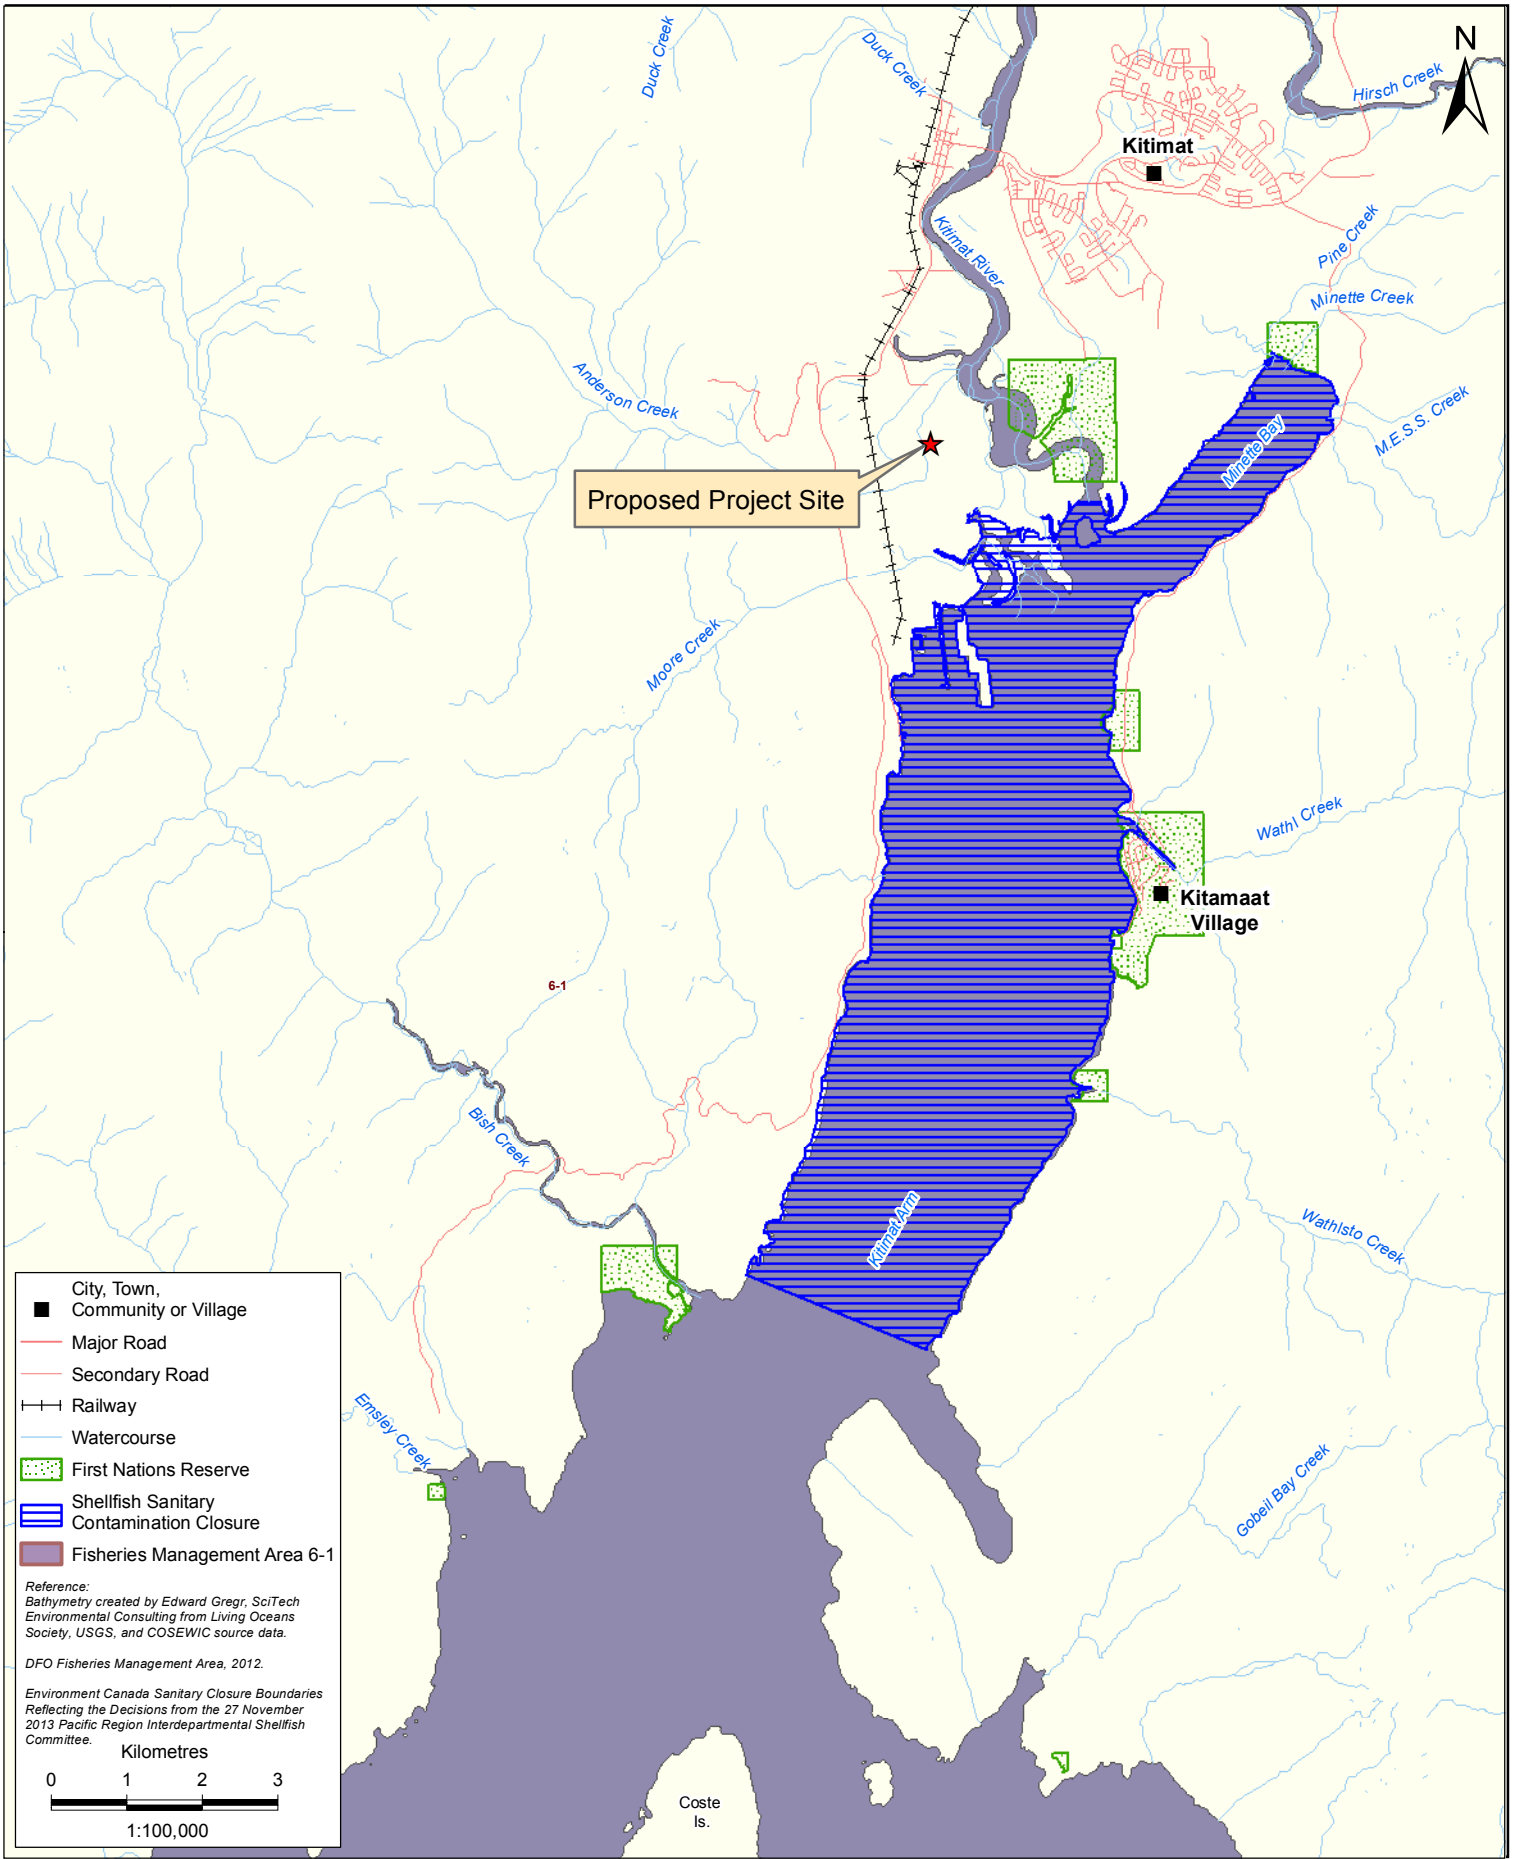 Duck Creek
Duck Creek
N
Hirsch Creek
Kitimat
Kitimat River
Pine Creek
Minette Creek
Anderson Creek
M.E.S.S. Creek
Minette Bay
Proposed Project Site
Moore Creek
Wathl Creek
Kitamaat
Village
6-1
Bish Creek
Kitimat Arm
Wathlsto Creek
Emsley Creek
Gobeil Bay Creek
Coste
Is.
City, Town,
Community or Village
Major Road
Secondary Road
Railway
Watercourse
First Nations Reserve
Shellfish Sanitary
Contamination Closure
Fisheries Management Area 6-1
Reference:
Bathymetry created by Edward Gregr, SciTech
Environmental Consulting from Living Oceans
Society, USGS, and COSEWIC source data.
DFO Fisheries Management Area, 2012.
Environment Canada Sanitary Closure Boundaries
Reflecting the Decisions from the 27 November
2013 Pacific Region Interdepartmental Shellfish
Committee.
Kilometres
0 1 2 3
1:100,000